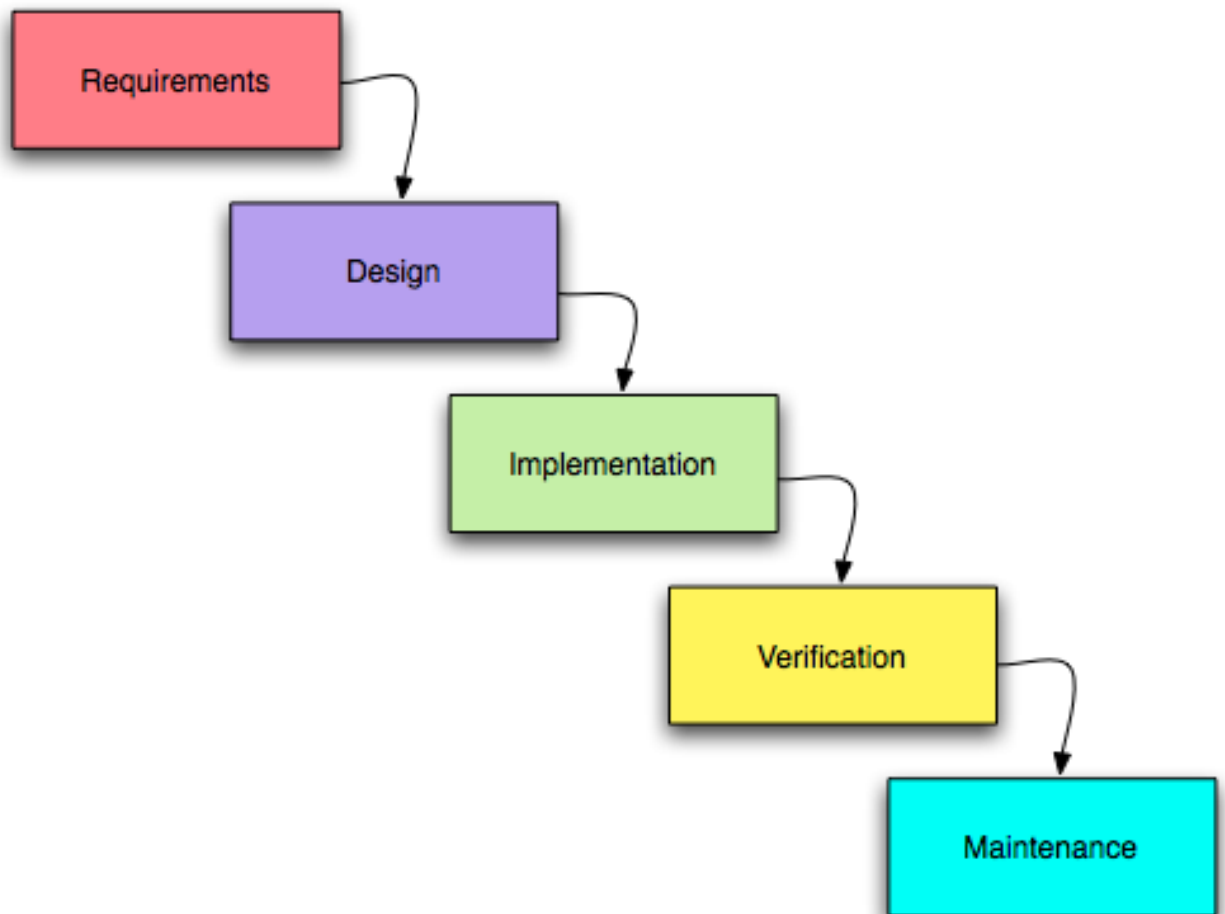 Requirements
Design
Implementation
Verification
Maintenance